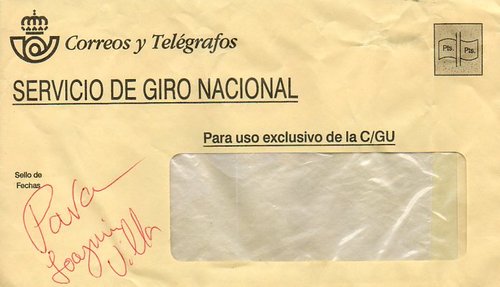 Correos y Telégrafos
Pts. Pts.
SERVICIO DE GIRO NACIONAL
Para uso exclusivo de la C/GU
Sello de
Fechas
Para
Joaquin
Villa